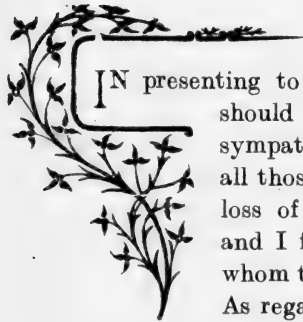 IN presenting to
should
sympat
all thos
loss of
and I f
whom t
As rega